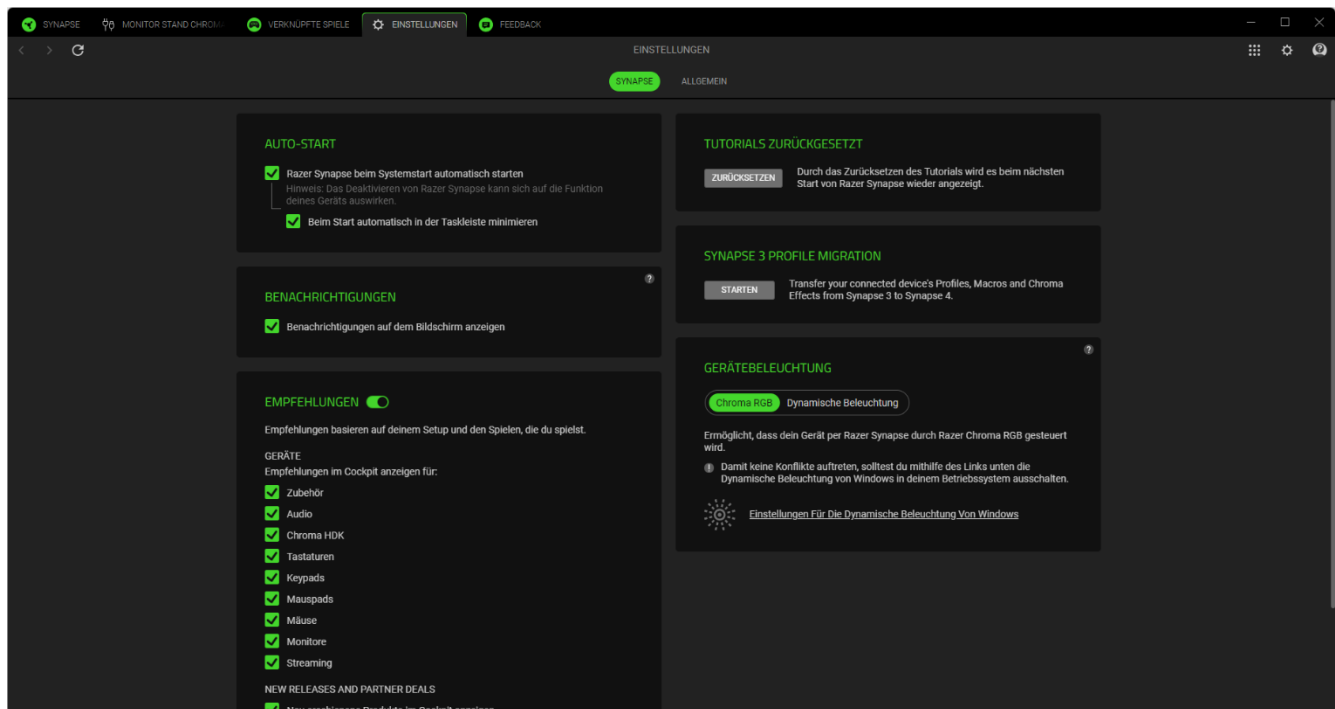 SYNAPSE
MONITOR STAND CHROM
VERKNÜPFTE SPIELE
EINSTELLUNGEN
FEEDBACK
EINSTELLUNGEN
SYNAPSE
ALLGEMEIN
AUTO-START
Razer Synapse beim Systemstart automatisch starten
Hinweis: Das Deaktivieren von Razer Synapse kann sich auf die Funktion
deines Geräts auswirken.
Beim Start automatisch in der Taskleiste minimieren
BENACHRICHTIGUNGEN
?
Benachrichtigungen auf dem Bildschirm anzeigen
EMPFEHLUNGEN
Empfehlungen basieren auf deinem Setup und den Spielen, die du spielst.
GERÄTE
Empfehlungen im Cockpit anzeigen für:
Zubehör
Audio
Chroma HDK
Tastaturen
Keypads
Mauspads
Mäuse
Monitore
Streaming
NEW RELEASES AND PARTNER DEALS
Neu erschienene Produkte im Cockpit anzeigen
TUTORIALS ZURÜCKGESETZT
ZURÜCKSETZEN
Durch das Zurücksetzen des Tutorials wird es beim nächsten
Start von Razer Synapse wieder angezeigt.
SYNAPSE 3 PROFILE MIGRATION
STARTEN
Transfer your connected device's Profiles, Macros and Chroma
Effects from Synapse 3 to Synapse 4.
?
GERÄTEBELEUCHTUNG
Chroma RGB
Dynamische Beleuchtung
Ermöglicht, dass dein Gerät per Razer Synapse durch Razer Chroma RGB gesteuert
wird.
Damit keine Konflikte auftreten, solltest du mithilfe des Links unten die
Dynamische Beleuchtung von Windows in deinem Betriebssystem ausschalten.
Einstellungen Für Die Dynamische Beleuchtung Von Windows